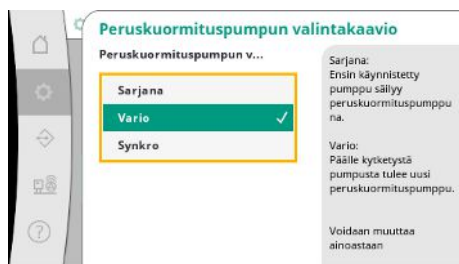 Peruskuormituspumpun valintakaavio
Peruskuormituspumpun v...
Sarjana
Vario
Synkro
Sarjana:
Ensin käynnistetty
pumppu säilyy
peruskuormituspumppu
na.
Vario:
Päälle kytketystä
pumpusta tulee uusi
peruskuormituspumppu.
Voidaan muuttaa
ainoastaan